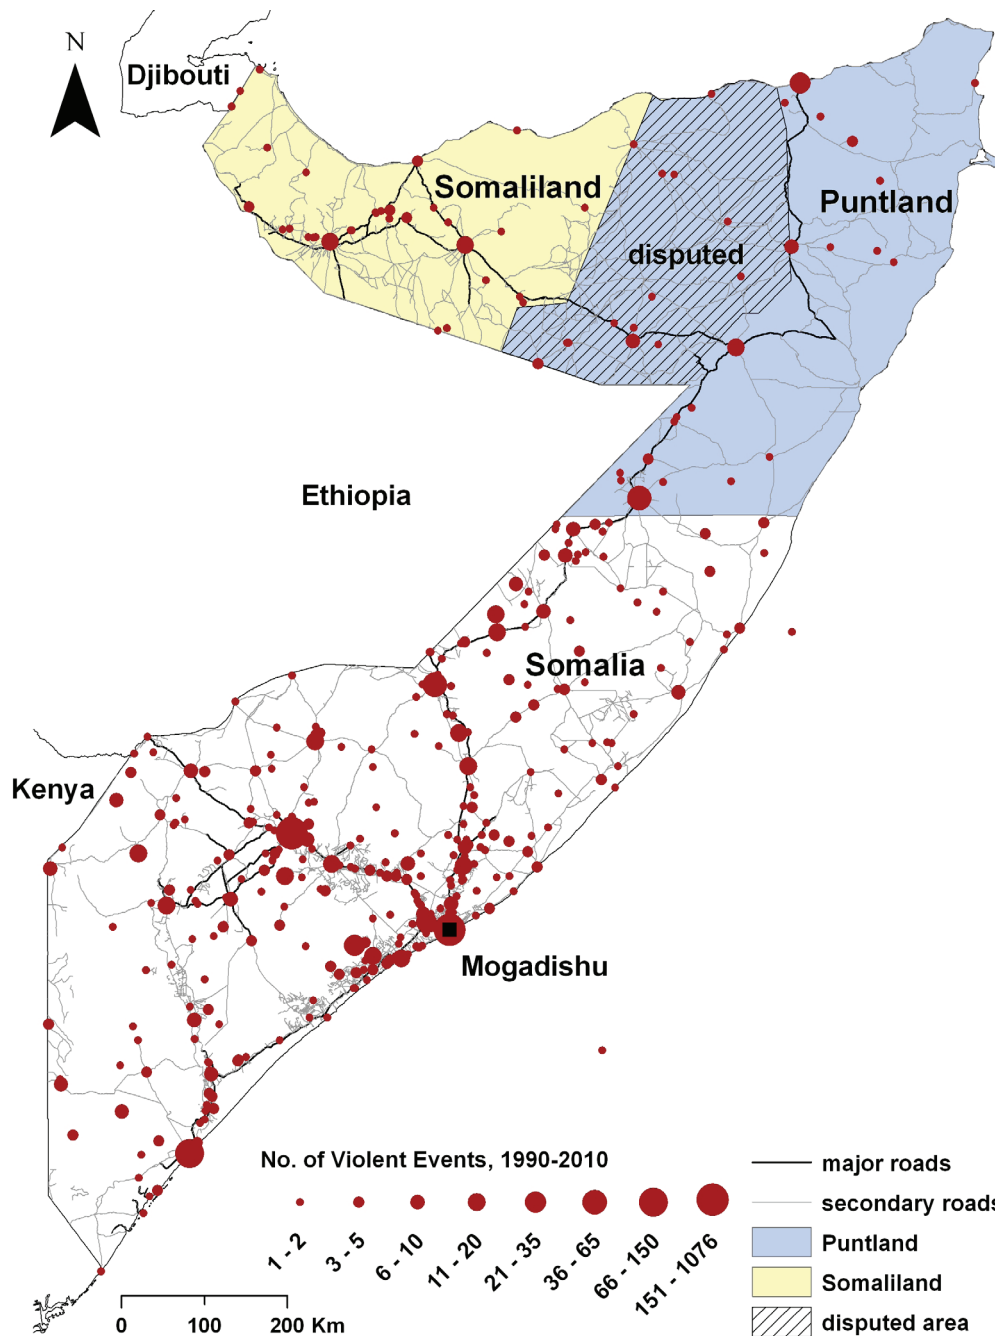 N
Djibouti
Somaliland
Puntland
disputed
Ethiopia
Somalia
Kenya
Mogadishu
No. of Violent Events, 1990-2010
1 - 2
3 - 5
6 - 10
11 - 20
21 - 35
36 - 65
66 - 150
151 - 1076
major roads
secondary roads
Puntland
Somaliland
disputed area
0 100 200 Km